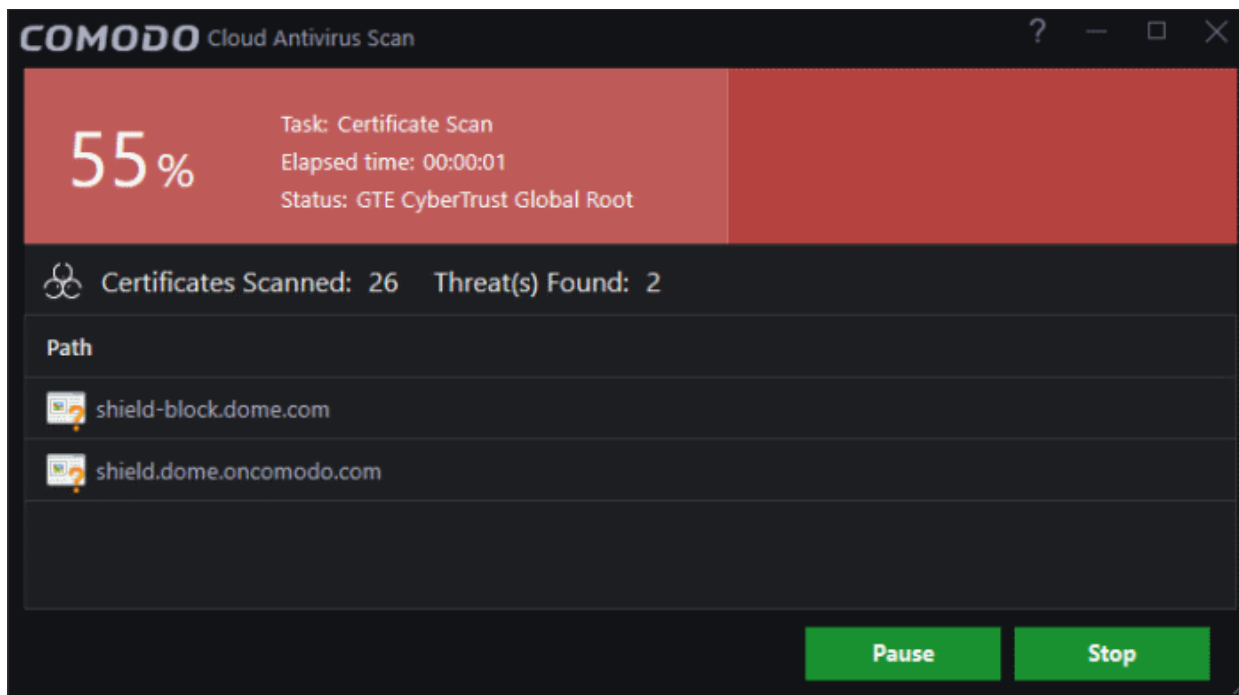 COMODO Cloud Antivirus Scan ?
55%
Task: Certificate Scan
Elapsed time: 00:00:01
Status: GTE CyberTrust Global Root
Certificates Scanned: 26 Threat(s) Found: 2
Path
shield-block.dome.com
shield.dome.oncomodo.com
Pause Stop